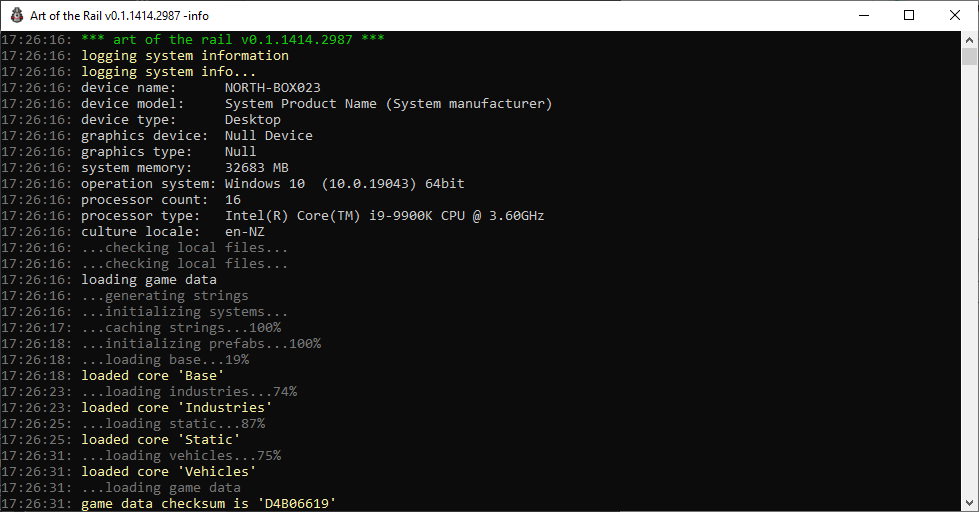 Art of the Rail v0.1.1414.2987 -info
17:26:16: *** art of the rail v0.1.1414.2987 ***
17:26:16: logging system information
17:26:16: logging system info...
17:26:16: device name:      NORTH-BOX023
17:26:16: device model:     System Product Name (System manufacturer)
17:26:16: device type:      Desktop
17:26:16: graphics device:  Null Device
17:26:16: graphics type:    Null
17:26:16: system memory:    32683 MB
17:26:16: operation system: Windows 10  (10.0.19043) 64bit
17:26:16: processor count:  16
17:26:16: processor type:   Intel(R) Core(TM) i9-9900K CPU @ 3.60GHz
17:26:16: culture locale:   en-NZ
17:26:16: ...checking local files...
17:26:16: ...checking local files...
17:26:16: loading game data
17:26:16: ...generating strings
17:26:16: ...initializing systems...
17:26:17: ...caching strings...100%
17:26:18: ...initializing prefabs...100%
17:26:18: ...loading base...19%
17:26:18: loaded core 'Base'
17:26:23: ...loading industries...74%
17:26:23: loaded core 'Industries'
17:26:25: ...loading static...87%
17:26:25: loaded core 'Static'
17:26:31: ...loading vehicles...75%
17:26:31: loaded core 'Vehicles'
17:26:31: ...loading game data
17:26:31: game data checksum is 'D4B06619'